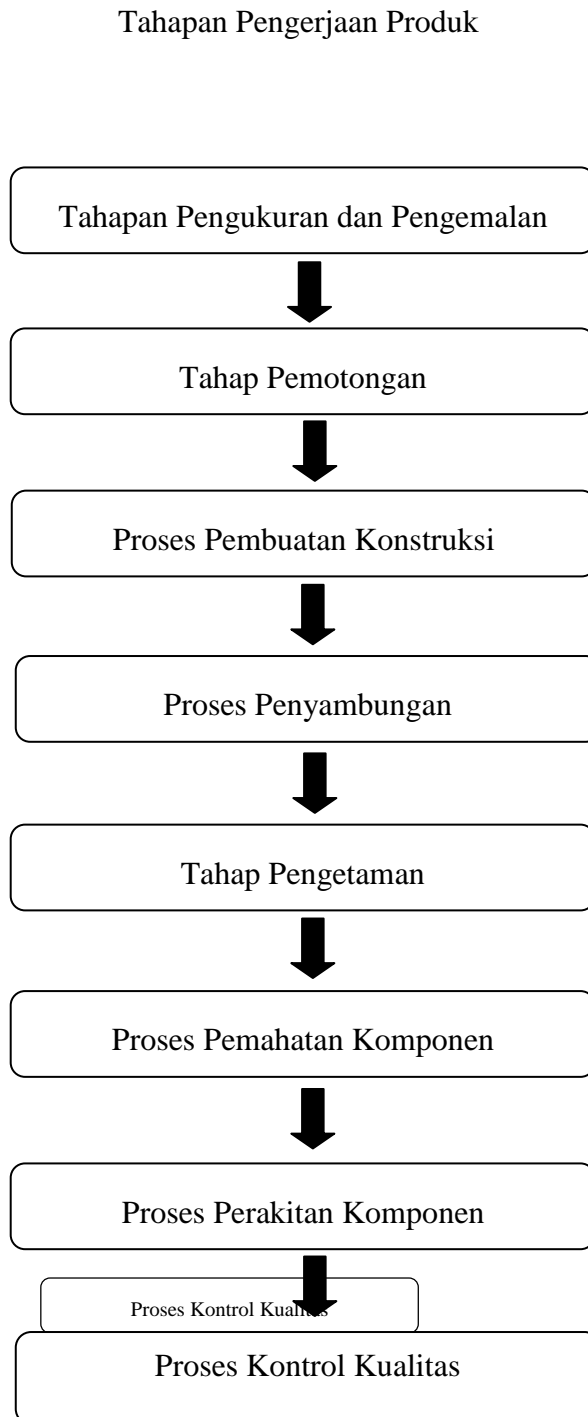 Tahapan Pengerjaan Produk
Tahapan Pengukuran dan Pengemalan
Tahap Pemotongan
Proses Pembuatan Konstruksi
Proses Penyambungan
Tahap Pengetaman
Proses Pemahatan Komponen
Proses Perakitan Komponen
Proses Kontrol Kualitas
Proses Kontrol Kualitas